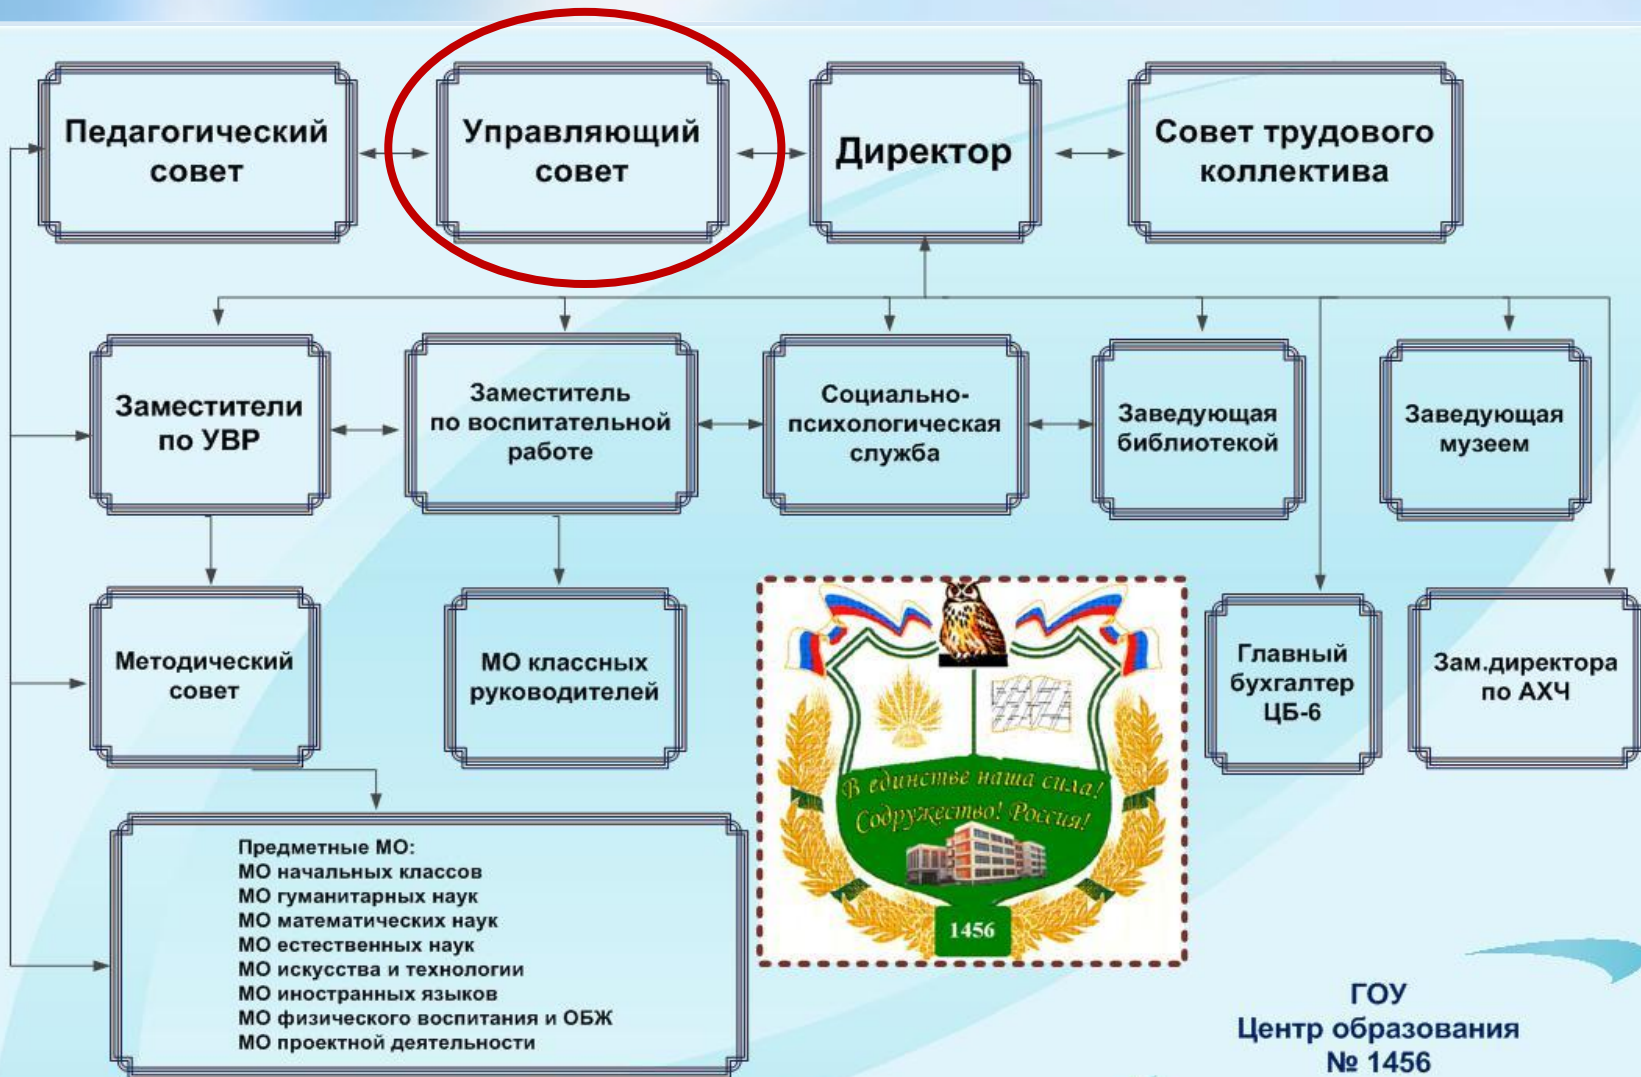 Педагогический
совет
Управляющий
совет
Директор
Совет трудового
коллектива
Заместители
по УВР
Заместитель
по воспитательной
работе
Социально-
психологическая
служба
Заведующая
библиотекой
Заведующая
музеем
Методический
совет
МО классных
руководителей
В единстве наша сила!
Содружество! Россия!
1456
Главный
бухгалтер
ЦБ-6
Зам.директора
по АХЧ
Предметные МО:
МО начальных классов
МО гуманитарных наук
МО математических наук
МО естественных наук
МО искусства и технологии
МО иностранных языков
МО физического воспитания и ОБЖ
МО проектной деятельности
ГОУ
Центр образования
№ 1456